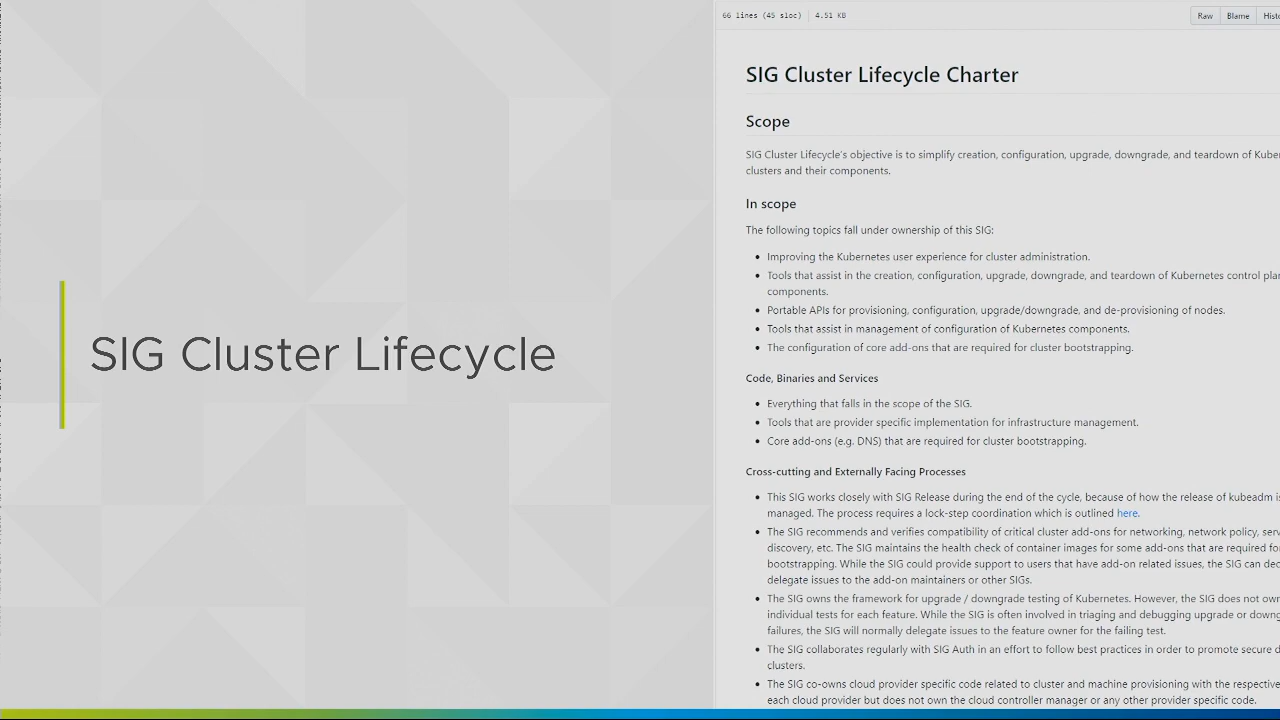 SIG Cluster Lifecycle
66 lines (45 sloc) 4.51 KB
Raw Blame Histo
SIG Cluster Lifecycle Charter
Scope
SIG Cluster Lifecycle's objective is to simplify creation, configuration, upgrade, downgrade, and teardown of Kube
clusters and their components.
In scope
The following topics fall under ownership of this SIG:
• Improving the Kubernetes user experience for cluster administration.
• Tools that assist in the creation, configuration, upgrade, downgrade, and teardown of Kubernetes control plan
components.
• Portable APIs for provisioning, configuration, upgrade/downgrade, and de-provisioning of nodes.
• Tools that assist in management of configuration of Kubernetes components.
• The configuration of core add-ons that are required for cluster bootstrapping.
Code, Binaries and Services
• Everything that falls in the scope of the SIG.
• Tools that are provider specific implementation for infrastructure management.
• Core add-ons (e.g. DNS) that are required for cluster bootstrapping.
Cross-cutting and Externally Facing Processes
• This SIG works closely with SIG Release during the end of the cycle, because of how the release of kubeadm is
managed. The process requires a lock-step coordination which is outlined here.
• The SIG recommends and verifies compatibility of critical cluster add-ons for networking, network policy, serv
discovery, etc. The SIG maintains the health check of container images for some add-ons that are required for
bootstrapping. While the SIG could provide support to users that have add-on related issues, the SIG can dec
delegate issues to the add-on maintainers or other SIGs.
• The SIG owns the framework for upgrade / downgrade testing of Kubernetes. However, the SIG does not own
individual tests for each feature. While the SIG is often involved in triaging and debugging upgrade or downg
failures, the SIG will normally delegate issues to the feature owner for the failing test.
• The SIG collaborates regularly with SIG Auth in an effort to follow best practices in order to promote secure d
clusters.
• The SIG co-owns cloud provider specific code related to cluster and machine provisioning with the respective
each cloud provider but does not own the cloud controller manager or any other provider specific code.